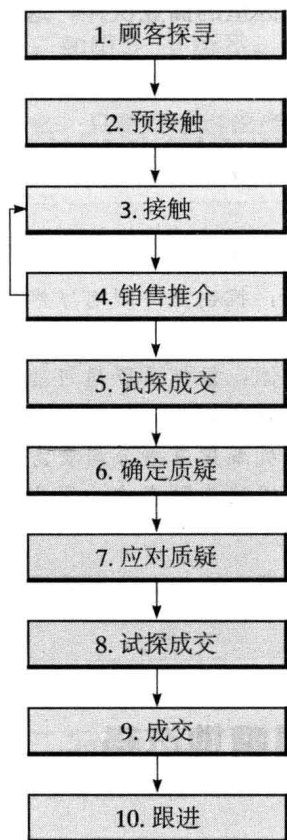 1. 顾客探寻
2. 预接触
3. 接触
4. 销售推介
5. 试探成交
6. 确定质疑
7. 应对质疑
8. 试探成交
9. 成交
10. 跟进